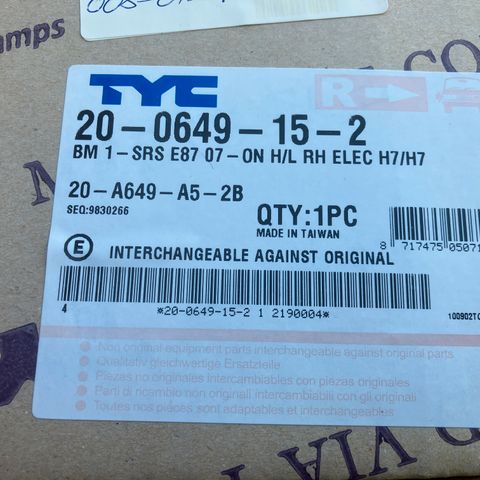 amps
TYC
R
20-0649-15-2
BM 1-SRS E87 07-ON H/L RH ELEC H7/H7
20-A649-A5-2B
SEQ:9830266
QTY:1PC
MADE IN TAIWAN
8 717475 05071
E INTERCHANGEABLE AGAINST ORIGINAL
4 *20-0649-15-2 1 2190004* 100902TC
Non original equipment parts interchangeable against original parts
Qualitativ gleichwertige Ersatzteile
Piezas no originales intercambiables con piezas originales
Parti di ricambio non originali intercambiabili con gli originali
Toutes nos pièces sont adaptables et interchangeables